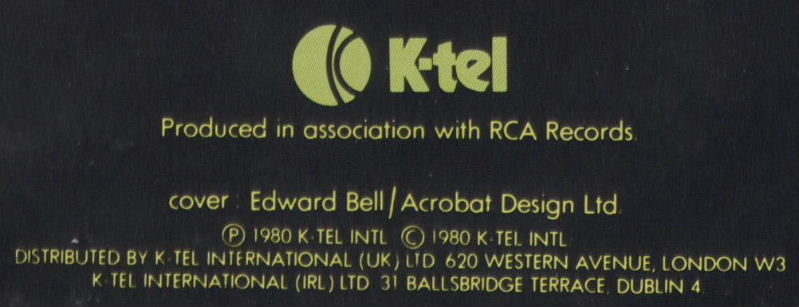 K-tel
Produced in association with RCA Records.
cover : Edward Bell/Acrobat Design Ltd.
Ⓟ 1980 K-TEL INTL Ⓒ 1980 K-TEL INTL
DISTRIBUTED BY K-TEL INTERNATIONAL (UK) LTD 620 WESTERN AVENUE, LONDON W3
K-TEL INTERNATIONAL (IRL) LTD 31 BALLSBRIDGE TERRACE, DUBLIN 4.